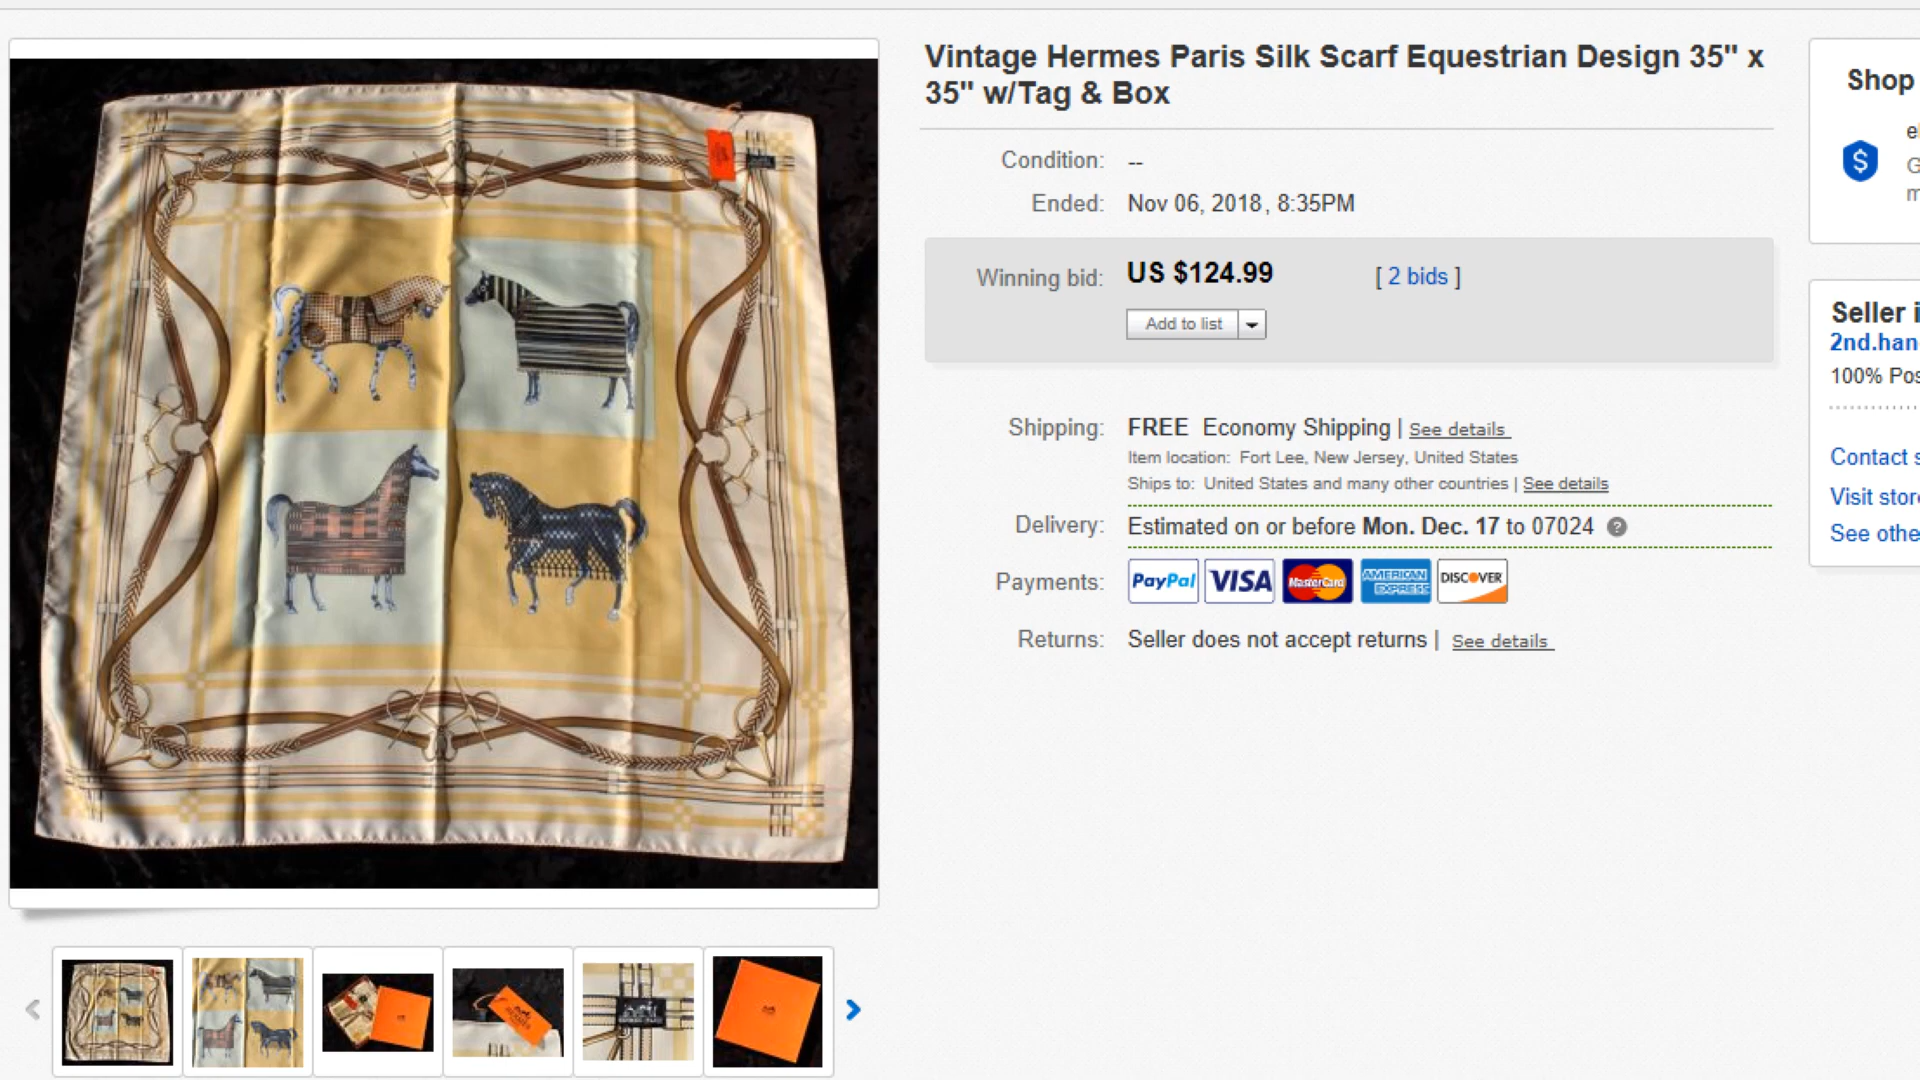 Vintage Hermes Paris Silk Scarf Equestrian Design 35" x
35" w/Tag & Box
Condition: --
Ended: Nov 06, 2018, 8:35PM
Winning bid: US $124.99 [ 2 bids ]
Add to list
Shipping: FREE Economy Shipping | See details
Item location: Fort Lee, New Jersey, United States
Ships to: United States and many other countries | See details
Delivery: Estimated on or before Mon. Dec. 17 to 07024 ?
Payments: PayPal VISA MasterCard AMERICAN EXPRESS DISCOVER
Returns: Seller does not accept returns | See details
Shop
$
Seller i
2nd.han
100% Pos
Contact s
Visit store
See othe
HERMES